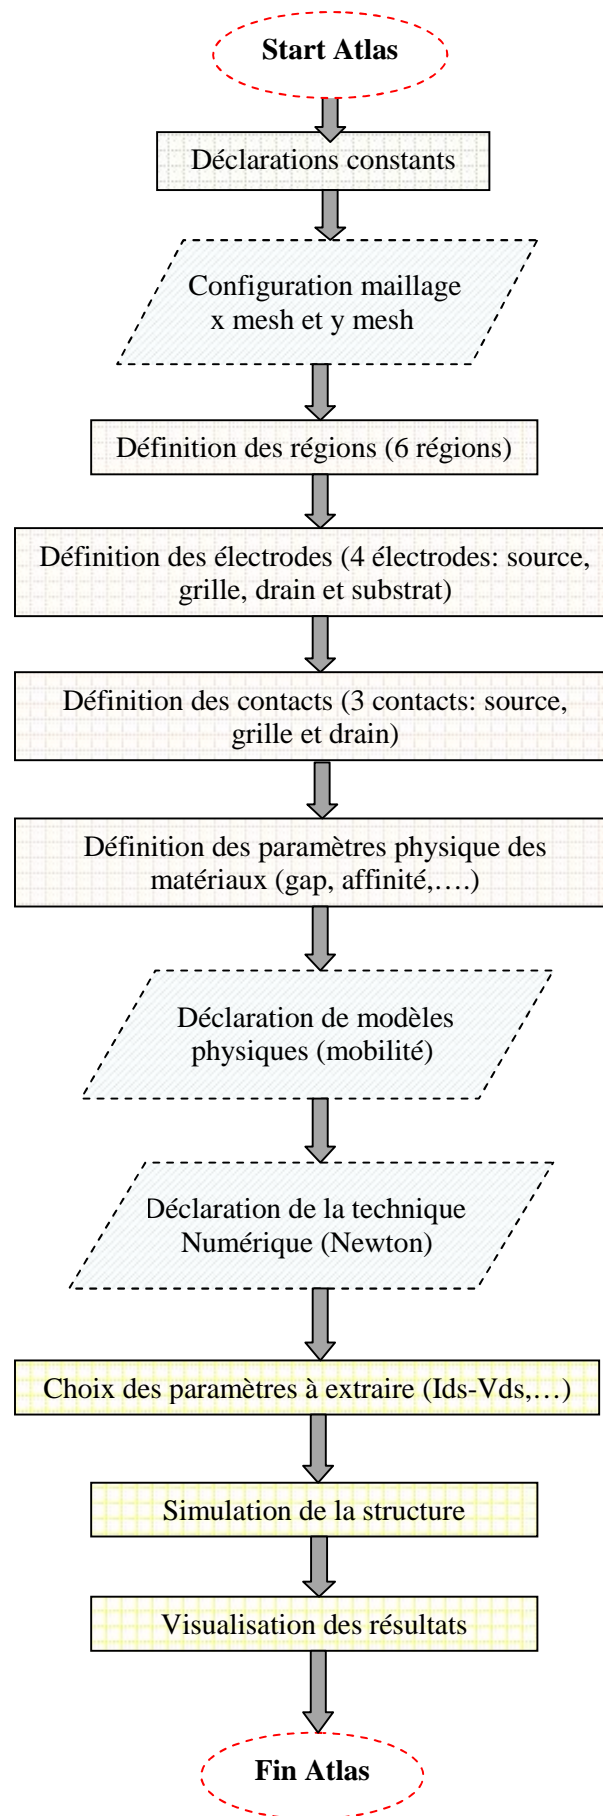 Start Atlas
Déclarations constants
Configuration maillage
x mesh et y mesh
Définition des régions (6 régions)
Définition des électrodes (4 électrodes: source,
grille, drain et substrat)
Définition des contacts (3 contacts: source,
grille et drain)
Définition des paramètres physique des
matériaux (gap, affinité,….)
Déclaration de modèles
physiques (mobilité)
Déclaration de la technique
Numérique (Newton)
Choix des paramètres à extraire (Ids-Vds,…)
Simulation de la structure
Visualisation des résultats
Fin Atlas